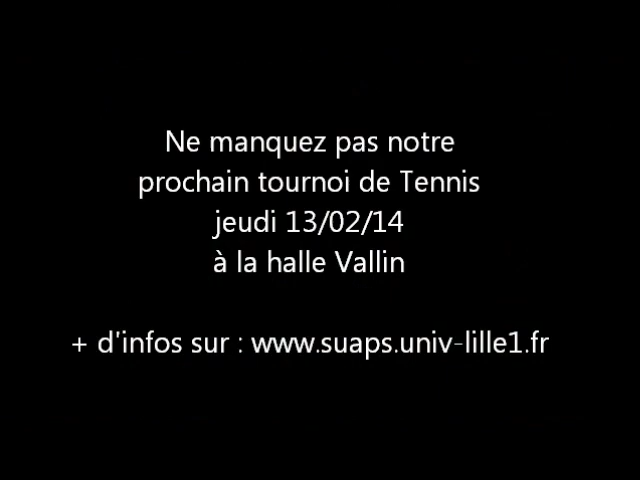 Ne manquez pas notre
prochain tournoi de Tennis
jeudi 13/02/14
à la halle Vallin
+ d'infos sur : www.suaps.univ-lille1.fr